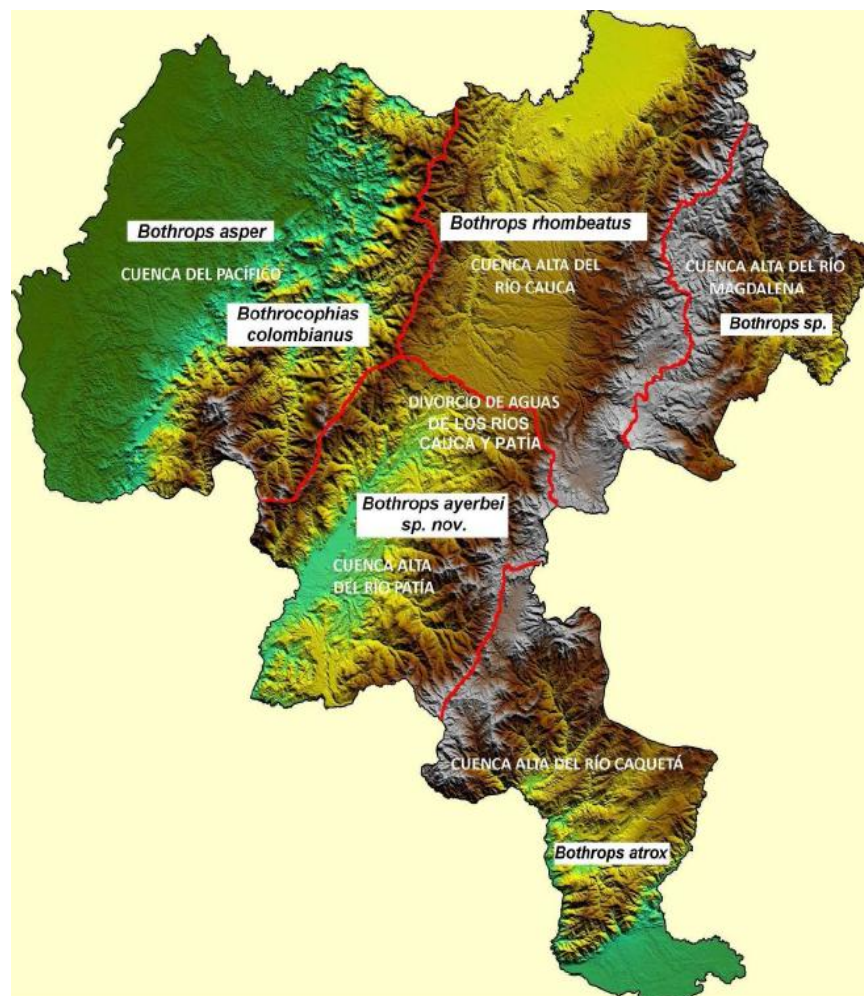 Bothrops asper
CUENCA DEL PACÍFICO
Bothrocophias
colombianus
Bothrops rhombeatus
CUENCA ALTA DEL
RÍO CAUCA
CUENCA ALTA DEL RÍO
MAGDALENA
Bothrops sp.
DIVORCIO DE AGUAS
DE LOS RÍOS
CAUCA Y PATÍA
Bothrops ayerbei
sp. nov.
CUENCA ALTA
DEL RÍO PATÍA
CUENCA ALTA DEL RÍO CAQUETÁ
Bothrops atrox